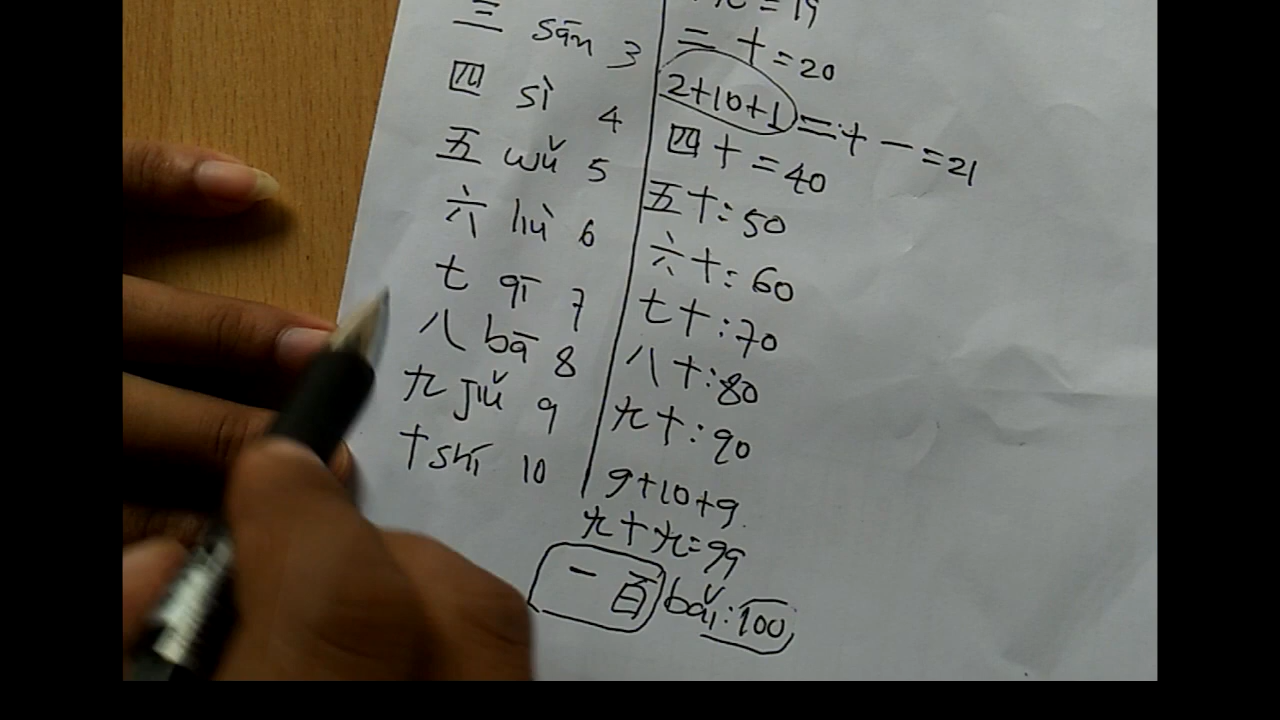 三 sān 3
四 sì 4
五 wǔ 5
六 liù 6
七 qī 7
八 bā 8
九 jiǔ 9
十 shí 10
九 = 19
二 十 = 20
2+10+1 二十 一 = 21
四 十 = 40
五 十 : 50
六 十 : 60
七 十 : 70
八 十 : 80
九 十 : 90
9+10+9
九 十 九 = 99
一 百 bǎi : 100